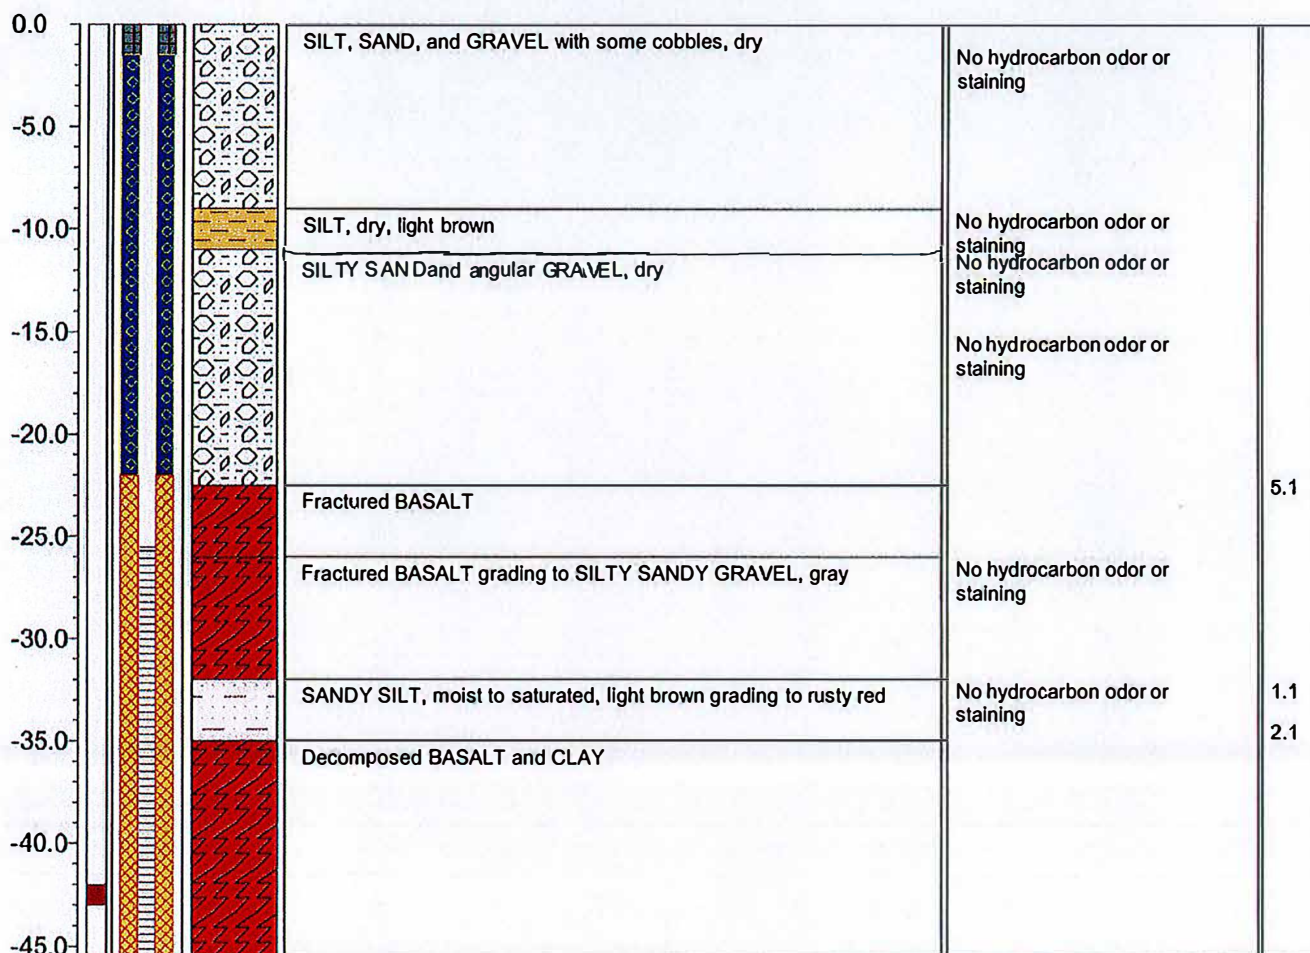 0.0
SILT, SAND, and GRAVEL with some cobbles, dry
No hydrocarbon odor or
staining
-5.0
-10.0
SILT, dry, light brown
No hydrocarbon odor or
staining
SILTY SANDand angular GRAVEL, dry
No hydrocarbon odor or
staining
-15.0
No hydrocarbon odor or
staining
-20.0
Fractured BASALT
5.1
-25.0
Fractured BASALT grading to SILTY SANDY GRAVEL, gray
No hydrocarbon odor or
staining
-30.0
SANDY SILT, moist to saturated, light brown grading to rusty red
No hydrocarbon odor or
staining
1.1
2.1
-35.0
Decomposed BASALT and CLAY
-40.0
-45.0